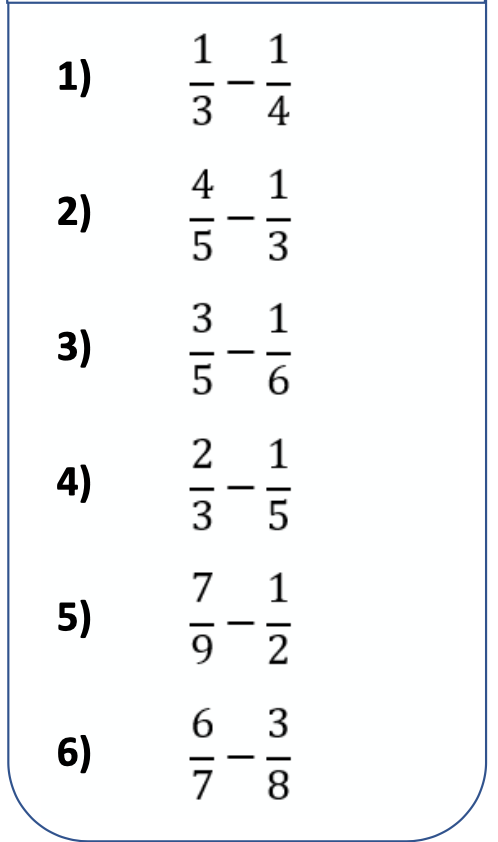 1) 1/3 − 1/4
2) 4/5 − 1/3
3) 3/5 − 1/6
4) 2/3 − 1/5
5) 7/9 − 1/2
6) 6/7 − 3/8